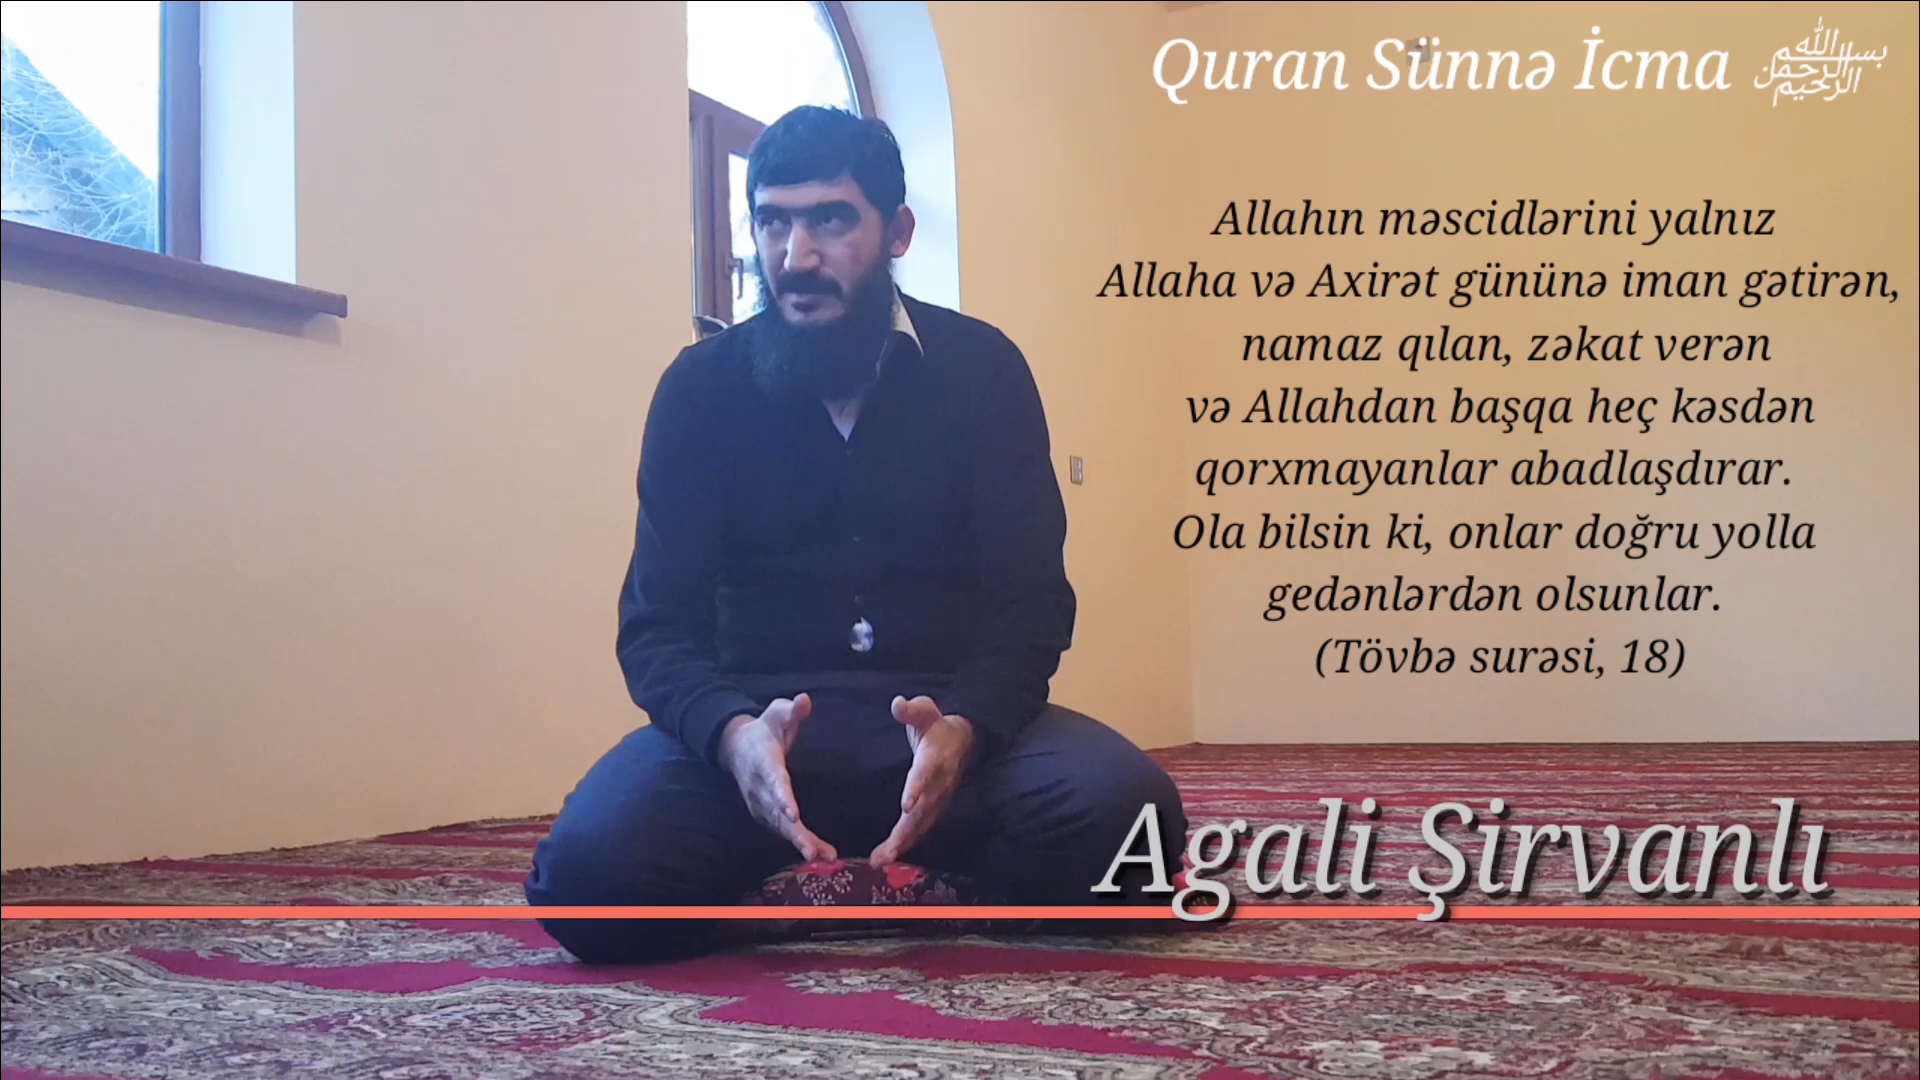 Quran Sünnə İcma بسم الله الرحمن الرحيم
Allahın məscidlərini yalnız
Allaha və Axirət gününə iman gətirən,
namaz qılan, zəkat verən
və Allahdan başqa heç kəsdən
qorxmayanlar abadlaşdırar.
Ola bilsin ki, onlar doğru yolla
gedənlərdən olsunlar.
(Tövbə surəsi, 18)
Agali Şirvanlı